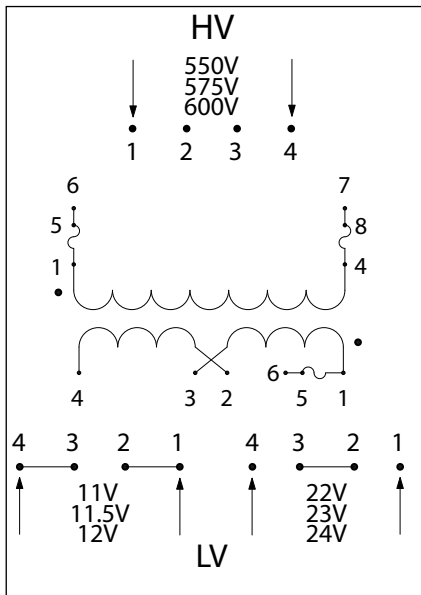 HV
550V
575V
600V
1 2 3 4
6 7
5 8
1 4
4 3 2 6 5 1
4 3 2 1 4 3 2 1
11V 22V
11.5V 23V
12V 24V
LV